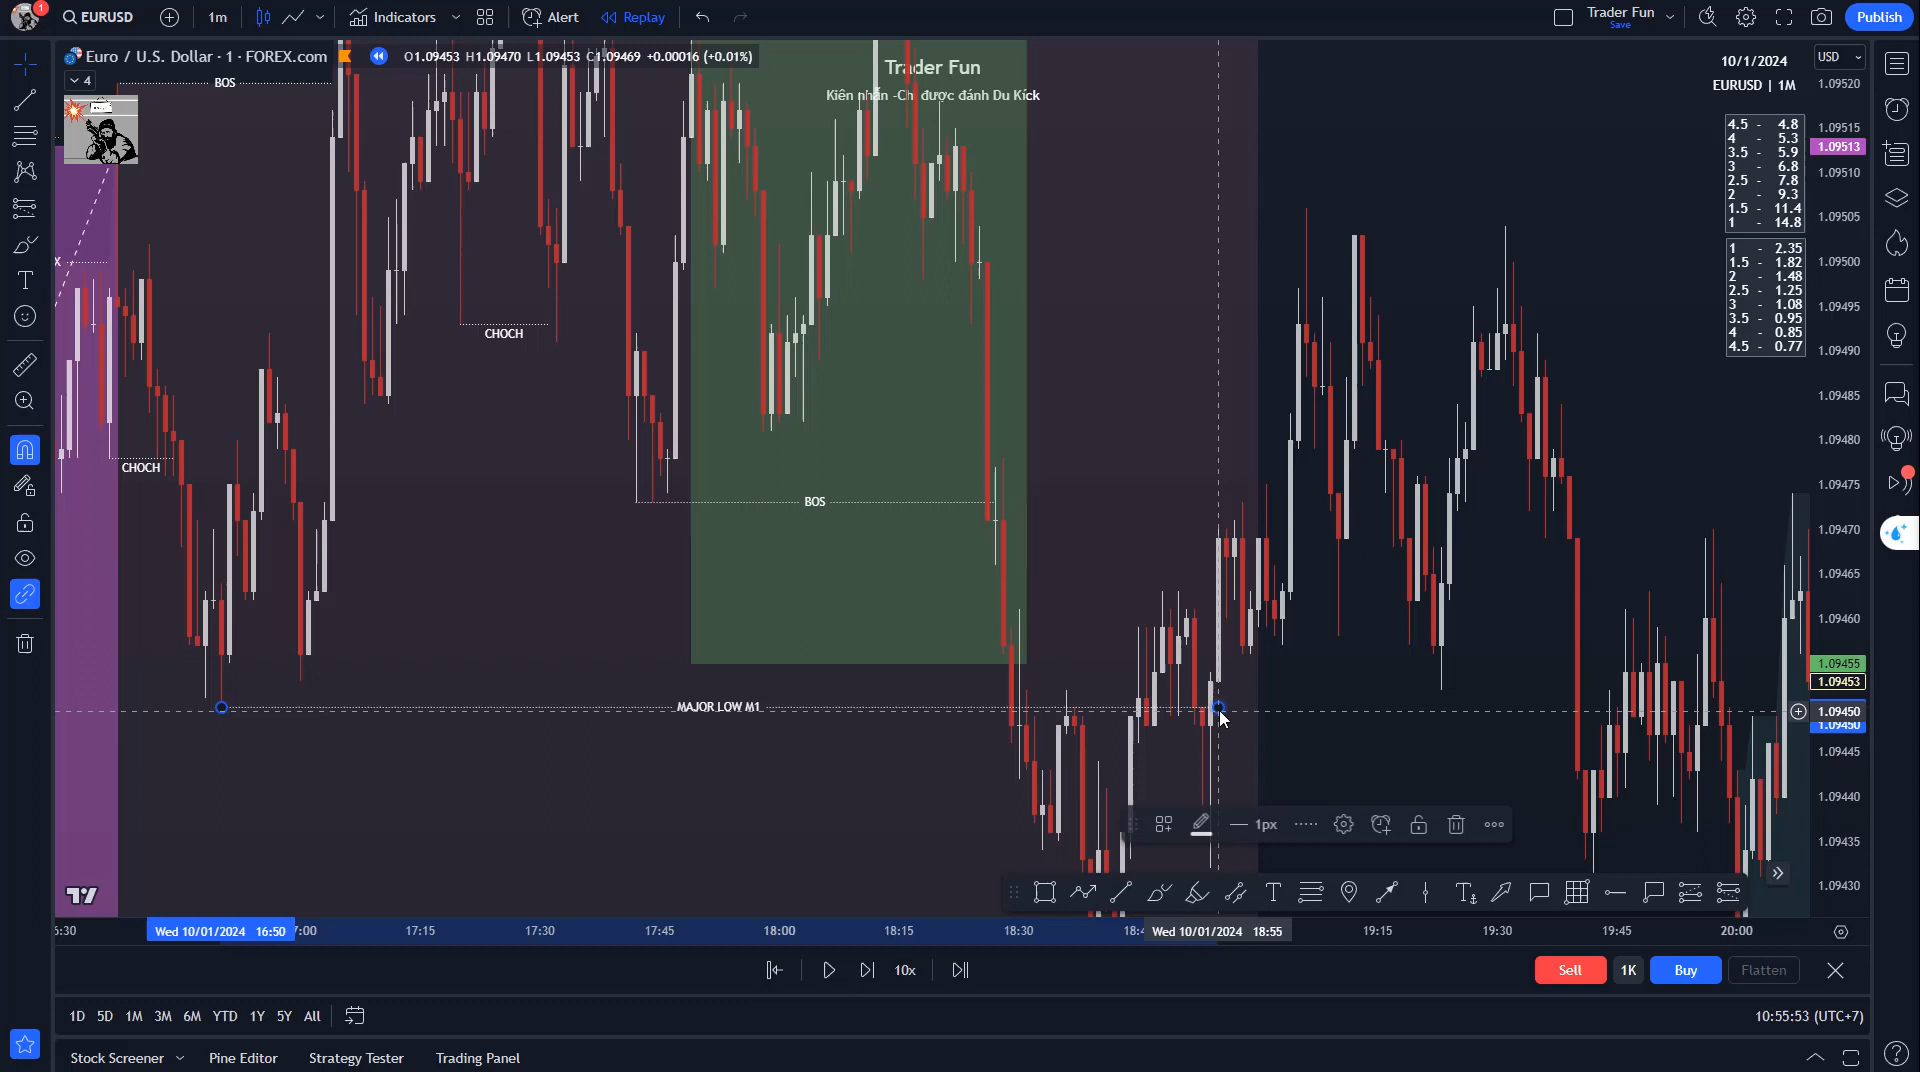 1
EURUSD
1m
Indicators
Alert
Replay
Trader Fun
Save
Publish
Euro / U.S. Dollar · 1 · FOREX.com
O1.09453 H1.09470 L1.09453 C1.09469 +0.00016 (+0.01%)
4
BOS
Trader Fun
10/1/2024
EURUSD | 1M
USD
1.09520
4.5 - 4.8
4 - 5.3
3.5 - 5.9
3 - 6.8
2.5 - 7.8
2 - 9.3
1.5 - 11.4
1 - 14.8
1 - 2.35
1.5 - 1.82
2 - 1.48
2.5 - 1.25
3 - 1.08
3.5 - 0.95
4 - 0.85
4.5 - 0.77
1.09515
1.09513
1.09510
1.09505
1.09500
1.09495
1.09490
1.09485
1.09480
1.09475
1.09470
1.09465
1.09460
1.09455
1.09453
1.09450
1.09450
1.09445
1.09440
1.09435
1.09430
X
CHOCH
CHOCH
BOS
MAJOR LOW M1
1px
Wed 10/01/2024 16:50
17:15
17:30
17:45
18:00
18:15
18:30
Wed 10/01/2024 18:55
19:15
19:30
19:45
20:00
10x
Sell
1K
Buy
Flatten
1D 5D 1M 3M 6M YTD 1Y 5Y All
10:55:53 (UTC+7)
Stock Screener
Pine Editor
Strategy Tester
Trading Panel